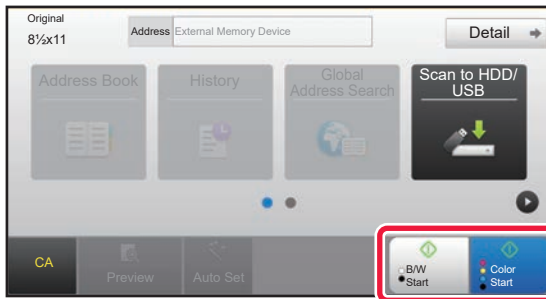 Original
8½x11
Address External Memory Device
Detail
Address Book
History
Global
Address Search
Scan to HDD/
USB
CA
Preview
Auto Set
B/W
Start
Color
Start